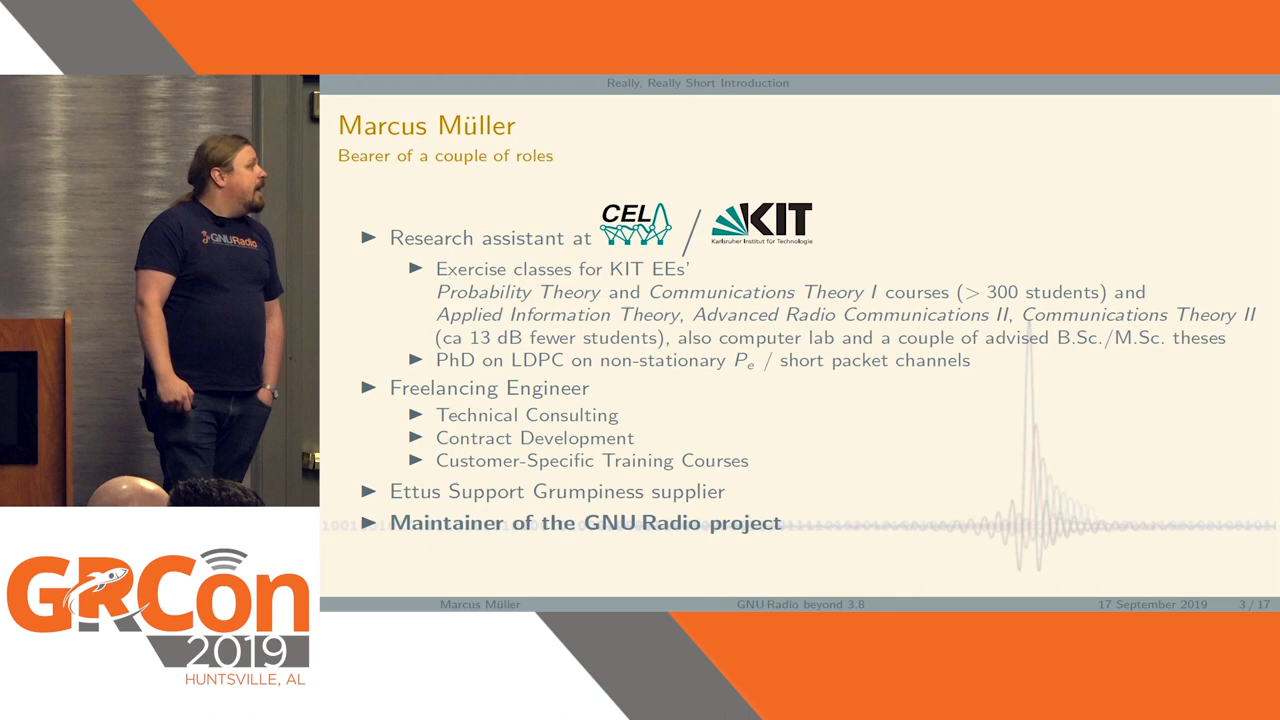 Really, Really Short Introduction
Marcus Müller
Bearer of a couple of roles
Research assistant at CEL / KIT
Karlsruher Institut für Technologie
Exercise classes for KIT EEs'
Probability Theory and Communications Theory I courses (> 300 students) and
Applied Information Theory, Advanced Radio Communications II, Communications Theory II
(ca 13 dB fewer students), also computer lab and a couple of advised B.Sc./M.Sc. theses
PhD on LDPC on non-stationary Pₑ / short packet channels
Freelancing Engineer
Technical Consulting
Contract Development
Customer-Specific Training Courses
Ettus Support Grumpiness supplier
Maintainer of the GNU Radio project
Marcus Müller
GNU Radio beyond 3.8
17 September 2019
3 / 17
GNURadio
GRCon
2019
HUNTSVILLE, AL